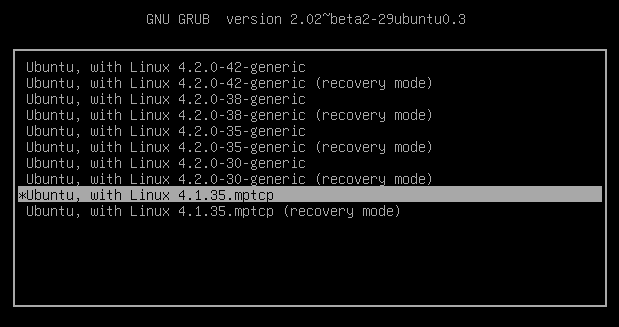 GNU GRUB  version 2.02~beta2-29ubuntu0.3
Ubuntu, with Linux 4.2.0-42-generic
Ubuntu, with Linux 4.2.0-42-generic (recovery mode)
Ubuntu, with Linux 4.2.0-38-generic
Ubuntu, with Linux 4.2.0-38-generic (recovery mode)
Ubuntu, with Linux 4.2.0-35-generic
Ubuntu, with Linux 4.2.0-35-generic (recovery mode)
Ubuntu, with Linux 4.2.0-30-generic
Ubuntu, with Linux 4.2.0-30-generic (recovery mode)
*Ubuntu, with Linux 4.1.35.mptcp
Ubuntu, with Linux 4.1.35.mptcp (recovery mode)